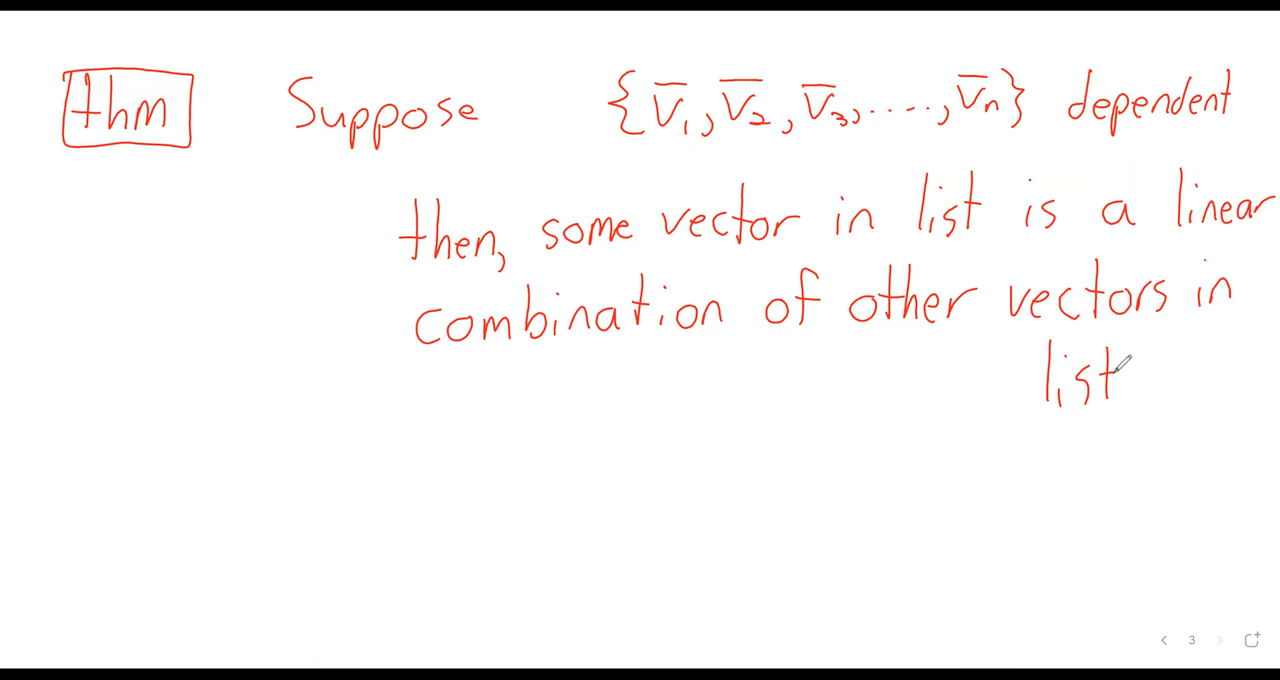 thm Suppose {V̅₁, V̅₂, V̅₃, ...., V̅ₙ} dependent
then, some vector in list is a linear
combination of other vectors in
list
3